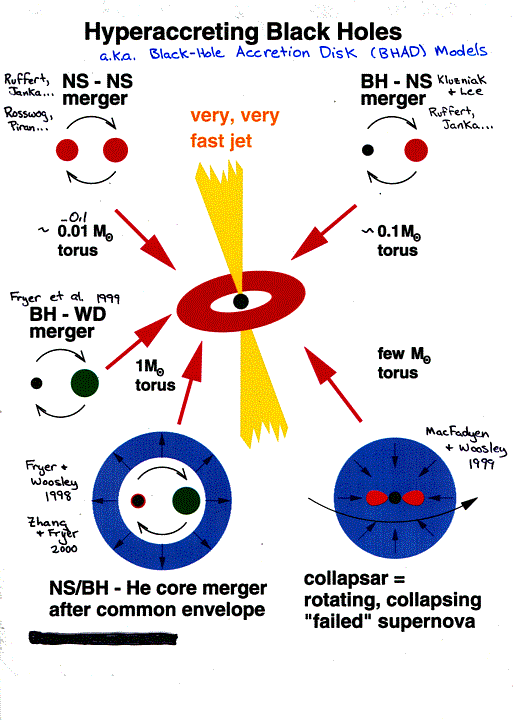 Hyperaccreting Black Holes
a.k.a. Black-Hole Accretion Disk (BHAD) Models
Ruffert,
Janka...
Rosswog,
Piran...
NS - NS
merger
very, very
fast jet
BH - NS
merger
Kluzniak
+ Lee
Ruffert,
Janka...
...0.1
~ 0.01 M⊙
torus
~ 0.1M⊙
torus
Fryer et al. 1999
BH - WD
merger
1M⊙
torus
few M⊙
torus
Fryer +
Woosley
1998
Zhang
+ Fryer
2000
MacFadyen
+ Woosley
1999
NS/BH - He core merger
after common envelope
collapsar =
rotating, collapsing
"failed" supernova